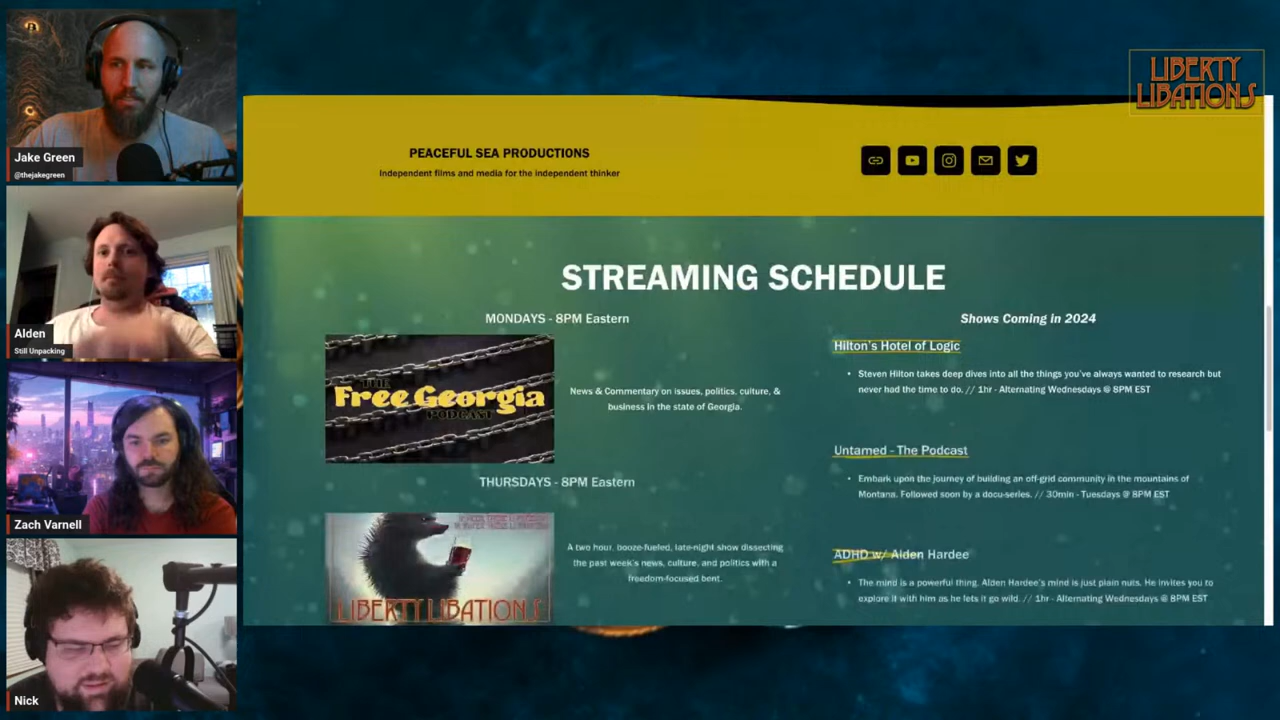 LIBERTY
LIBATIONS
Jake Green
@thejakegreen
Alden
Still Unpacking
Zach Varnell
Nick
PEACEFUL SEA PRODUCTIONS
Independent films and media for the independent thinker
STREAMING SCHEDULE
MONDAYS - 8PM Eastern
THE
Free Georgia
PODCAST
News & Commentary on issues, politics, culture, &
business in the state of Georgia.
THURSDAYS - 8PM Eastern
LIBERTY LIBATIONS
A two hour, booze-fueled, late-night show dissecting
the past week's news, culture, and politics with a
freedom-focused bent.
Shows Coming in 2024
Hilton's Hotel of Logic
• Steven Hilton takes deep dives into all the things you've always wanted to research but
never had the time to do. // 1hr - Alternating Wednesdays @ 8PM EST
Untamed - The Podcast
• Embark upon the journey of building an off-grid community in the mountains of
Montana. Followed soon by a docu-series. // 30min - Tuesdays @ 8PM EST
ADHD w/ Alden Hardee
• The mind is a powerful thing. Alden Hardee's mind is just plain nuts. He invites you to
explore it with him as he lets it go wild. // 1hr - Alternating Wednesdays @ 8PM EST